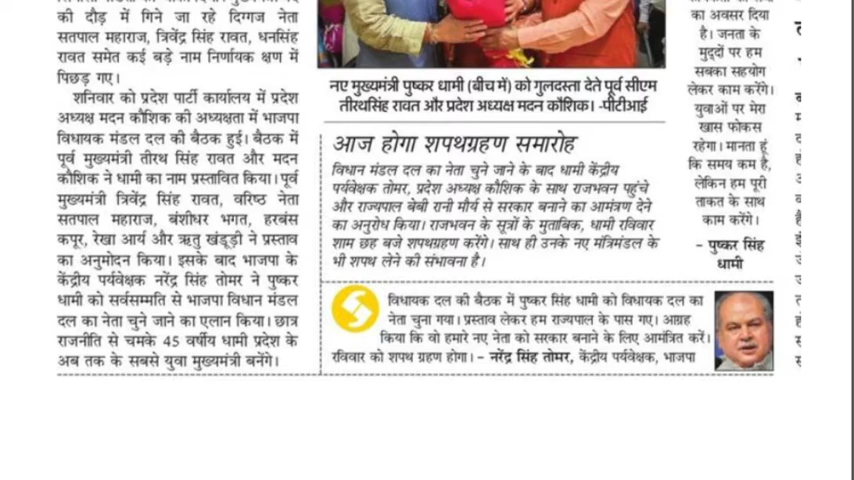 की दौड़ में गिने जा रहे दिग्गज नेता
सतपाल महाराज, त्रिवेंद्र सिंह रावत, धनसिंह
रावत समेत कई बड़े नाम निर्णायक क्षण में
पिछड़ गए।
शनिवार को प्रदेश पार्टी कार्यालय में प्रदेश
अध्यक्ष मदन कौशिक की अध्यक्षता में भाजपा
विधायक मंडल दल की बैठक हुई। बैठक में
पूर्व मुख्यमंत्री तीरथ सिंह रावत और मदन
कौशिक ने धामी का नाम प्रस्तावित किया। पूर्व
मुख्यमंत्री त्रिवेंद्र सिंह रावत, वरिष्ठ नेता
सतपाल महाराज, बंशीधर भगत, हरबंस
कपूर, रेखा आर्य और ऋतु खंडूड़ी ने प्रस्ताव
का अनुमोदन किया। इसके बाद भाजपा के
केंद्रीय पर्यवेक्षक नरेंद्र सिंह तोमर ने पुष्कर
धामी को सर्वसम्मति से भाजपा विधान मंडल
दल का नेता चुने जाने का एलान किया। छात्र
राजनीति से चमके 45 वर्षीय धामी प्रदेश के
अब तक के सबसे युवा मुख्यमंत्री बनेंगे।
नए मुख्यमंत्री पुष्कर धामी (बीच में) को गुलदस्ता देते पूर्व सीएम
तीरथसिंह रावत और प्रदेश अध्यक्ष मदन कौशिक। -पीटीआई
आज होगा शपथग्रहण समारोह
विधान मंडल दल का नेता चुने जाने के बाद धामी केंद्रीय
पर्यवेक्षक तोमर, प्रदेश अध्यक्ष कौशिक के साथ राजभवन पहुंचे
और राज्यपाल बेबी रानी मौर्य से सरकार बनाने का आमंत्रण देने
का अनुरोध किया। राजभवन के सूत्रों के मुताबिक, धामी रविवार
शाम छह बजे शपथग्रहण करेंगे। साथ ही उनके नए मंत्रिमंडल के
भी शपथ लेने की संभावना है।
विधायक दल की बैठक में पुष्कर सिंह धामी को विधायक दल का
नेता चुना गया। प्रस्ताव लेकर हम राज्यपाल के पास गए। आग्रह
किया कि वो हमारे नए नेता को सरकार बनाने के लिए आमंत्रित करें।
रविवार को शपथ ग्रहण होगा। – नरेंद्र सिंह तोमर, केंद्रीय पर्यवेक्षक, भाजपा
का अवसर दिया
है। जनता के
मुद्दों पर हम
सबका सहयोग
लेकर काम करेंगे।
युवाओं पर मेरा
खास फोकस
रहेगा। मानता हूं
कि समय कम है,
लेकिन हम पूरी
ताकत के साथ
काम करेंगे।
– पुष्कर सिंह
धामी